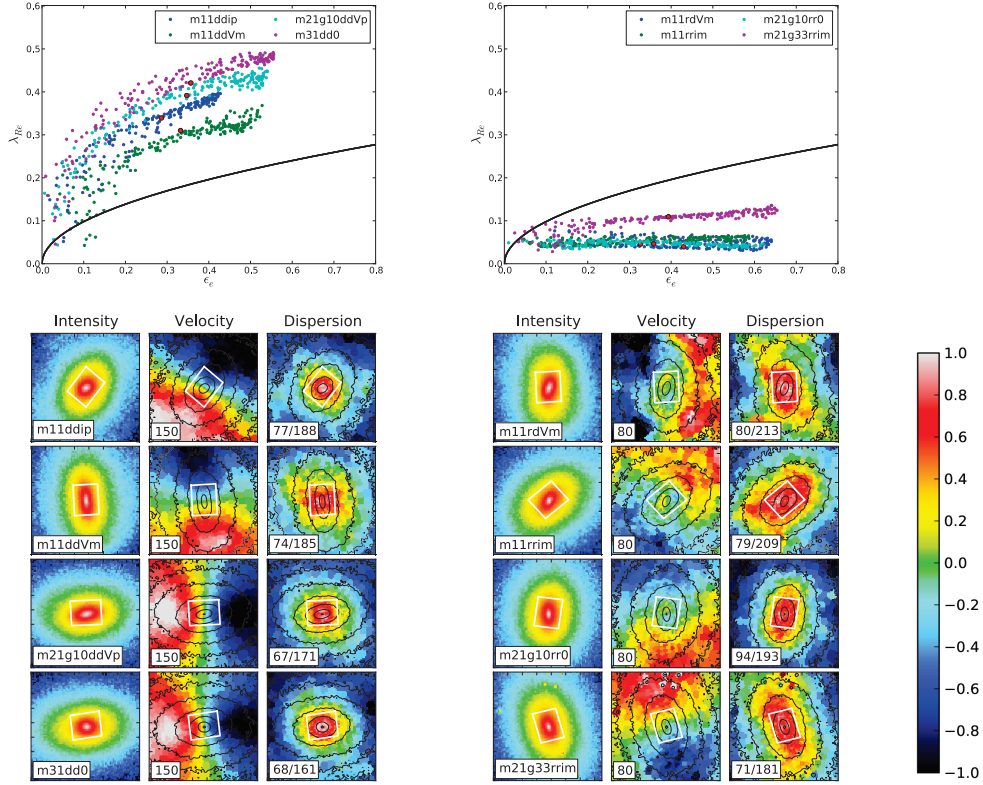 m11ddip m21g10ddVp
m11ddVm m31dd0
0.6
0.5
0.4
0.3
0.2
0.1
0.0
λRe
0.0 0.1 0.2 0.3 0.4 0.5 0.6 0.7 0.8
ϵe
m11rdVm m21g10rr0
m11rrim m21g33rrim
0.6
0.5
0.4
0.3
0.2
0.1
0.0
λRe
0.0 0.1 0.2 0.3 0.4 0.5 0.6 0.7 0.8
ϵe
Intensity Velocity Dispersion
m11ddip 150 77/188
m11ddVm 150 74/185
m21g10ddVp 150 67/171
m31dd0 150 68/161
Intensity Velocity Dispersion
m11rdVm 80 80/213
m11rrim 80 79/209
m21g10rr0 80 94/193
m21g33rrim 80 71/181
1.0
0.8
0.6
0.4
0.2
0.0
−0.2
−0.4
−0.6
−0.8
−1.0